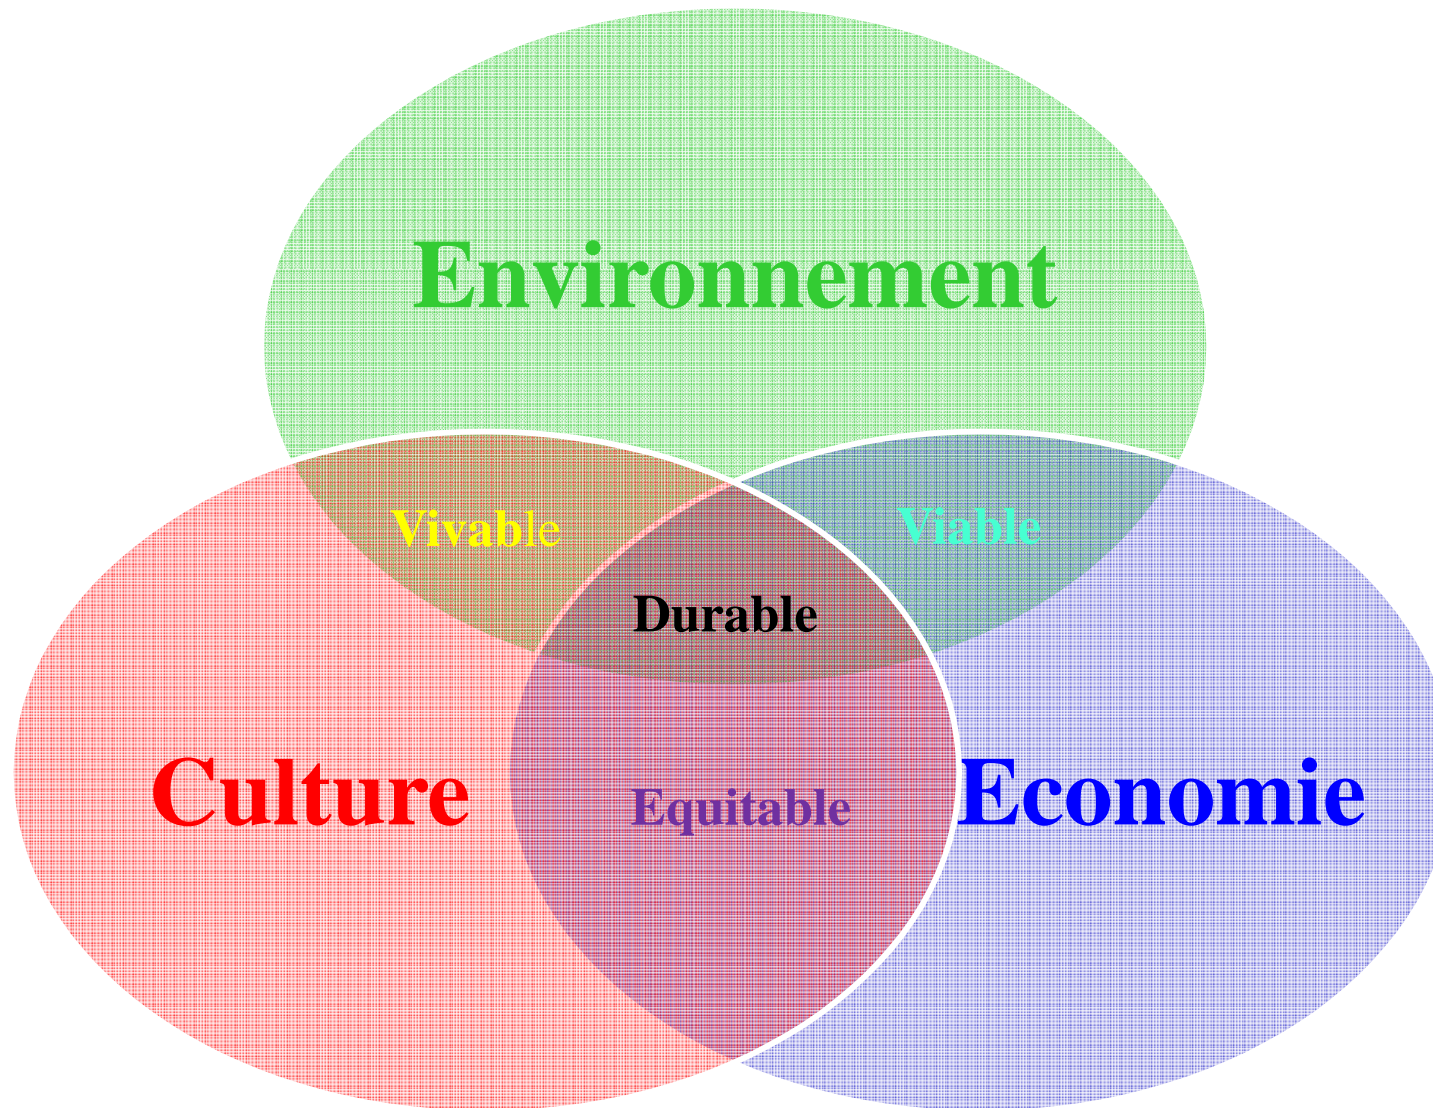 Environnement
Vivable
Viable
Durable
Culture
Equitable
Economie